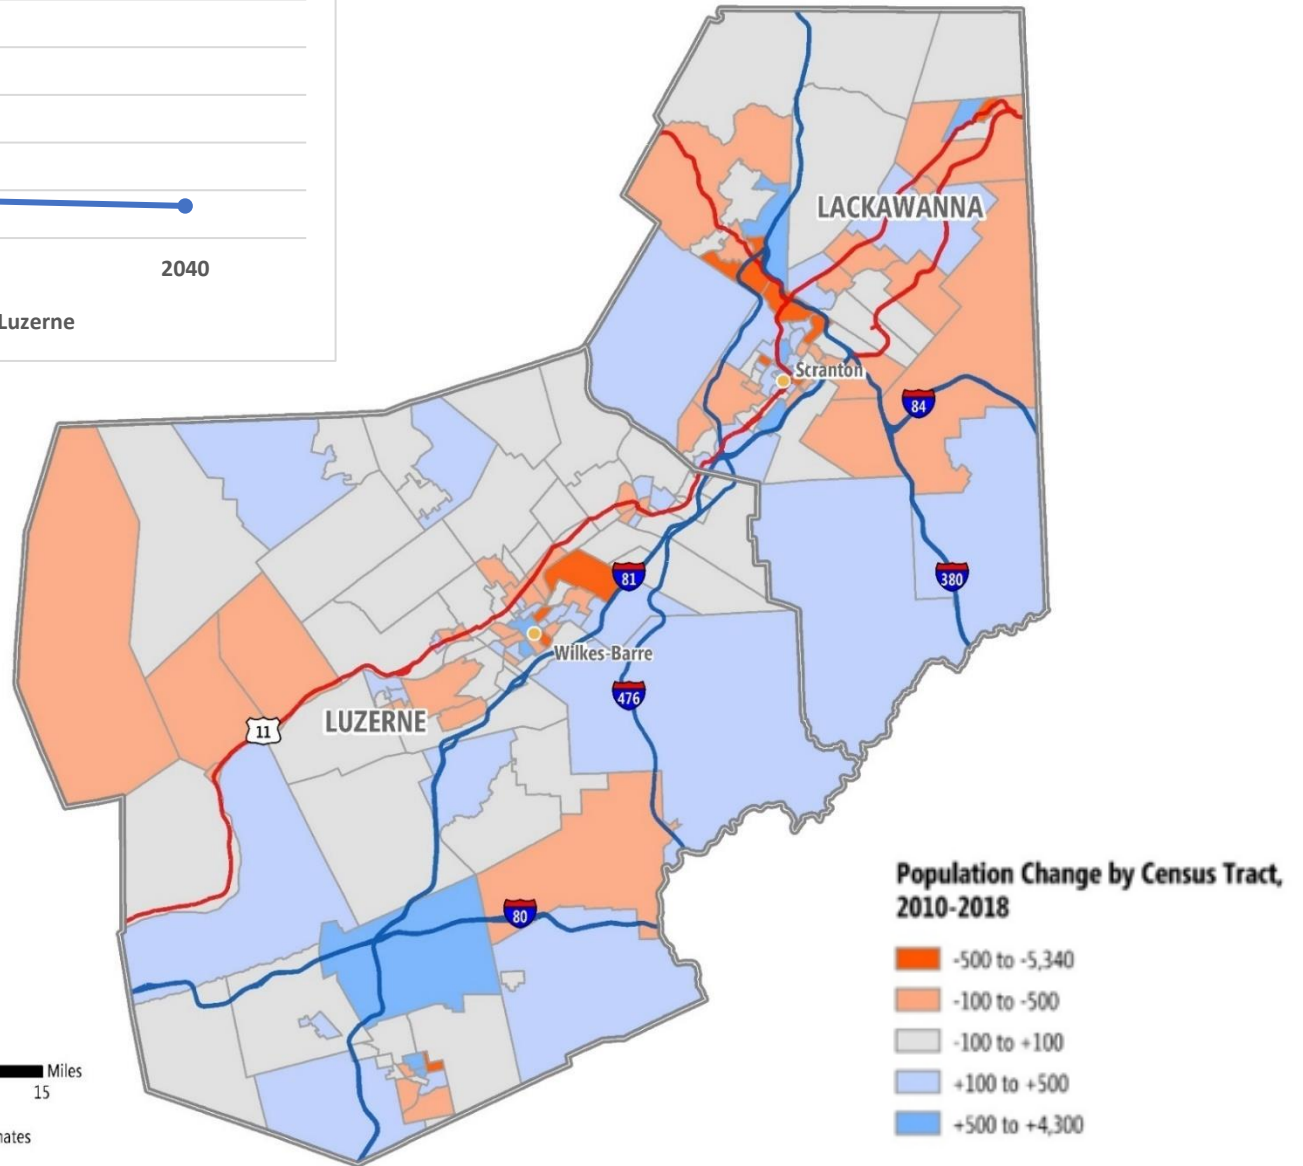 2040
Luzerne
LACKAWANNA
Scranton
84
81
380
Wilkes-Barre
476
11
LUZERNE
80
Population Change by Census Tract,
2010-2018
-500 to -5,340
-100 to -500
-100 to +100
+100 to +500
+500 to +4,300
Miles
15